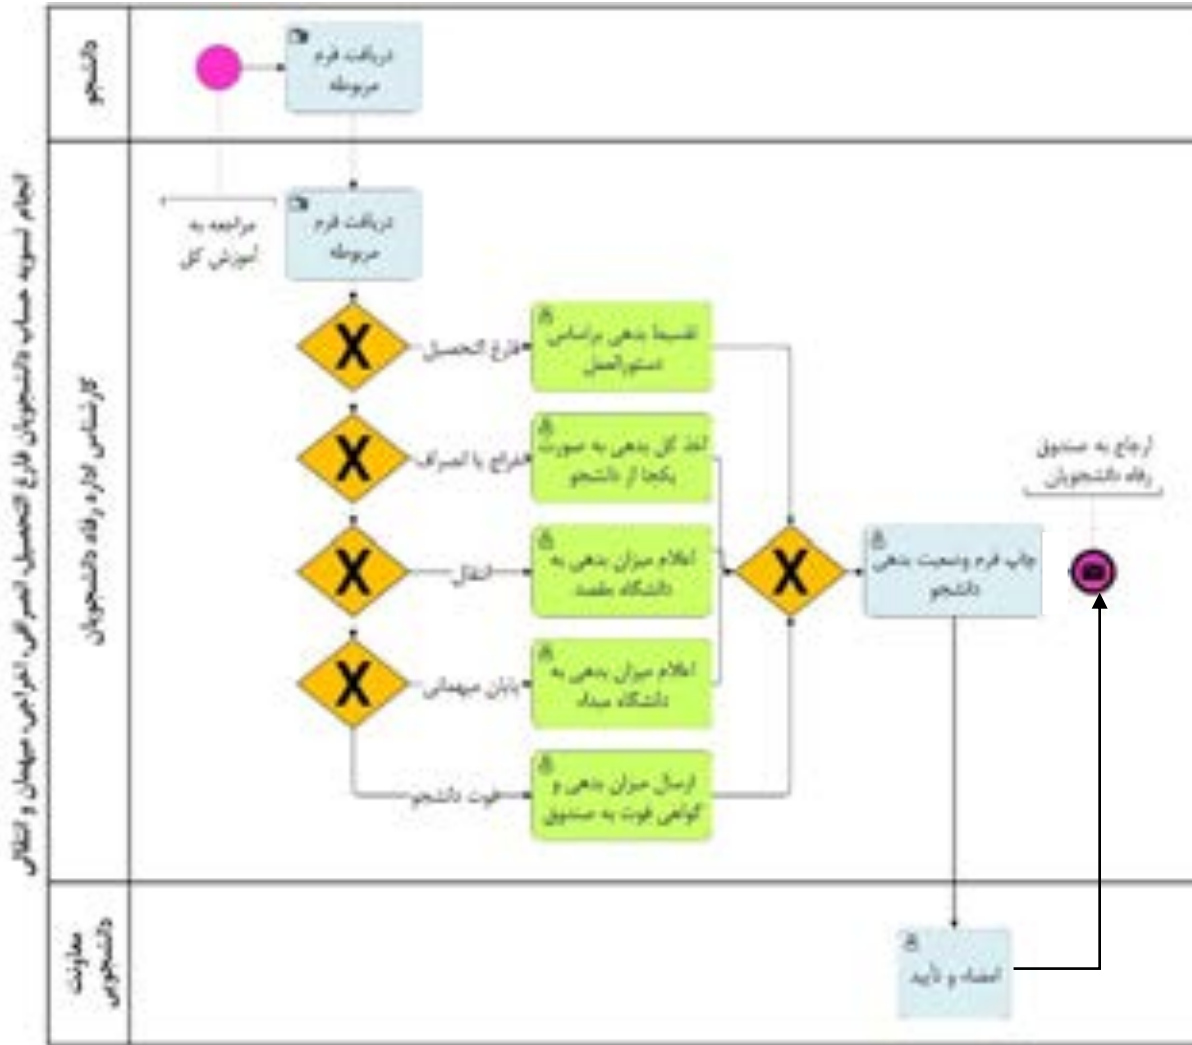 انجام تسویه حساب دانشجویان فارغ التحصیل، انصرافی، اخراجی، میهمان و انتقالی
دانشجو
دریافت فرم
مربوطه
کارشناس اداره رفاه دانشجویان
مراجعه به
آموزش کل
دریافت فرم
مربوطه
فارغ التحصیل
تقسیط بدهی براساس
دستورالعمل
اخراج یا انصراف
اخذ کل بدهی به صورت
یکجا از دانشجو
انتقال
اعلام میزان بدهی به
دانشگاه مقصد
پایان میهمانی
اعلام میزان بدهی به
دانشگاه مبداء
فوت دانشجو
ارسال میزان بدهی و
گواهی فوت به صندوق
چاپ فرم وضعیت بدهی
دانشجو
ارجاع به صندوق
رفاه دانشجویان
معاونت
دانشجویی
امضاء و تأیید